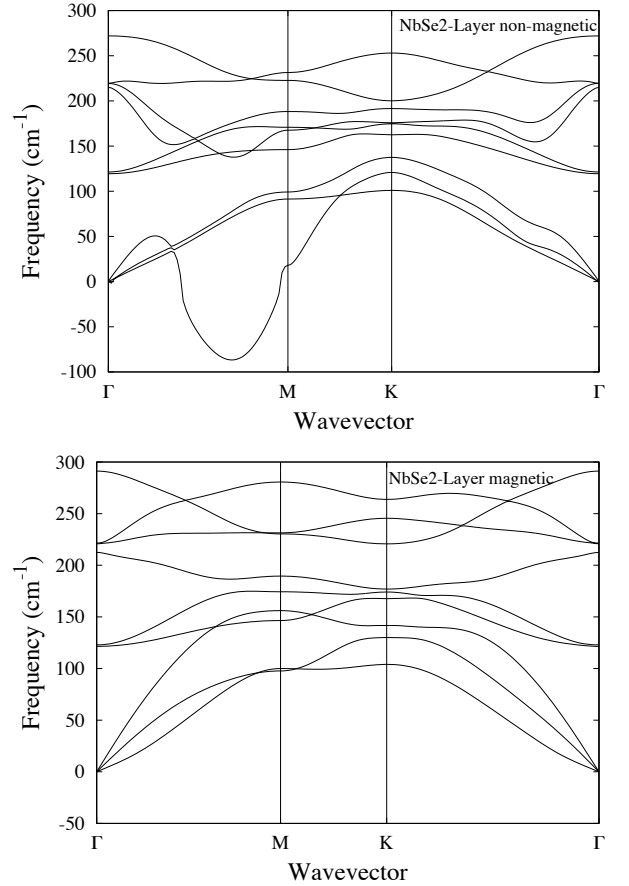 300
NbSe2-Layer non-magnetic
250
200
150
100
50
0
-50
-100
Frequency (cm-1)
Γ M K Γ
Wavevector
300
NbSe2-Layer magnetic
250
200
150
100
50
0
-50
Frequency (cm-1)
Γ M K Γ
Wavevector